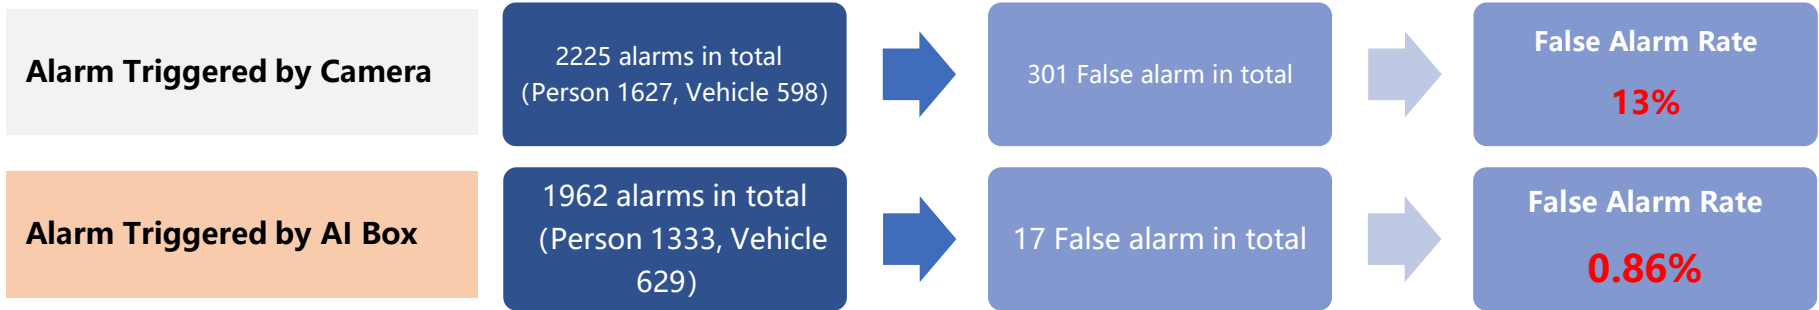 Alarm Triggered by Camera
2225 alarms in total
（Person 1627, Vehicle 598）
301 False alarm in total
False Alarm Rate
13%
Alarm Triggered by AI Box
1962 alarms in total
（Person 1333, Vehicle
629）
17 False alarm in total
False Alarm Rate
0.86%